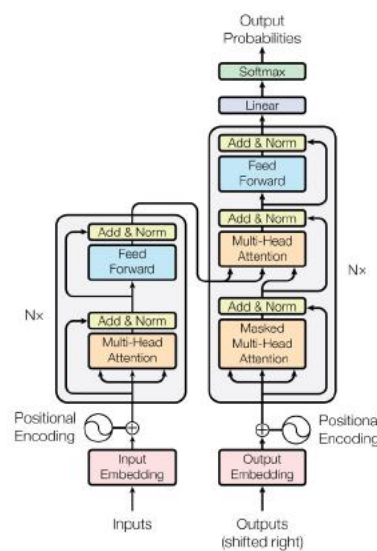 Output
Probabilities
Softmax
Linear
Add & Norm
Feed
Forward
Add & Norm
Multi-Head
Attention
Nx
Add & Norm
Masked
Multi-Head
Attention
Add & Norm
Feed
Forward
Nx
Add & Norm
Multi-Head
Attention
Positional
Encoding
Positional
Encoding
Input
Embedding
Output
Embedding
Inputs
Outputs
(shifted right)